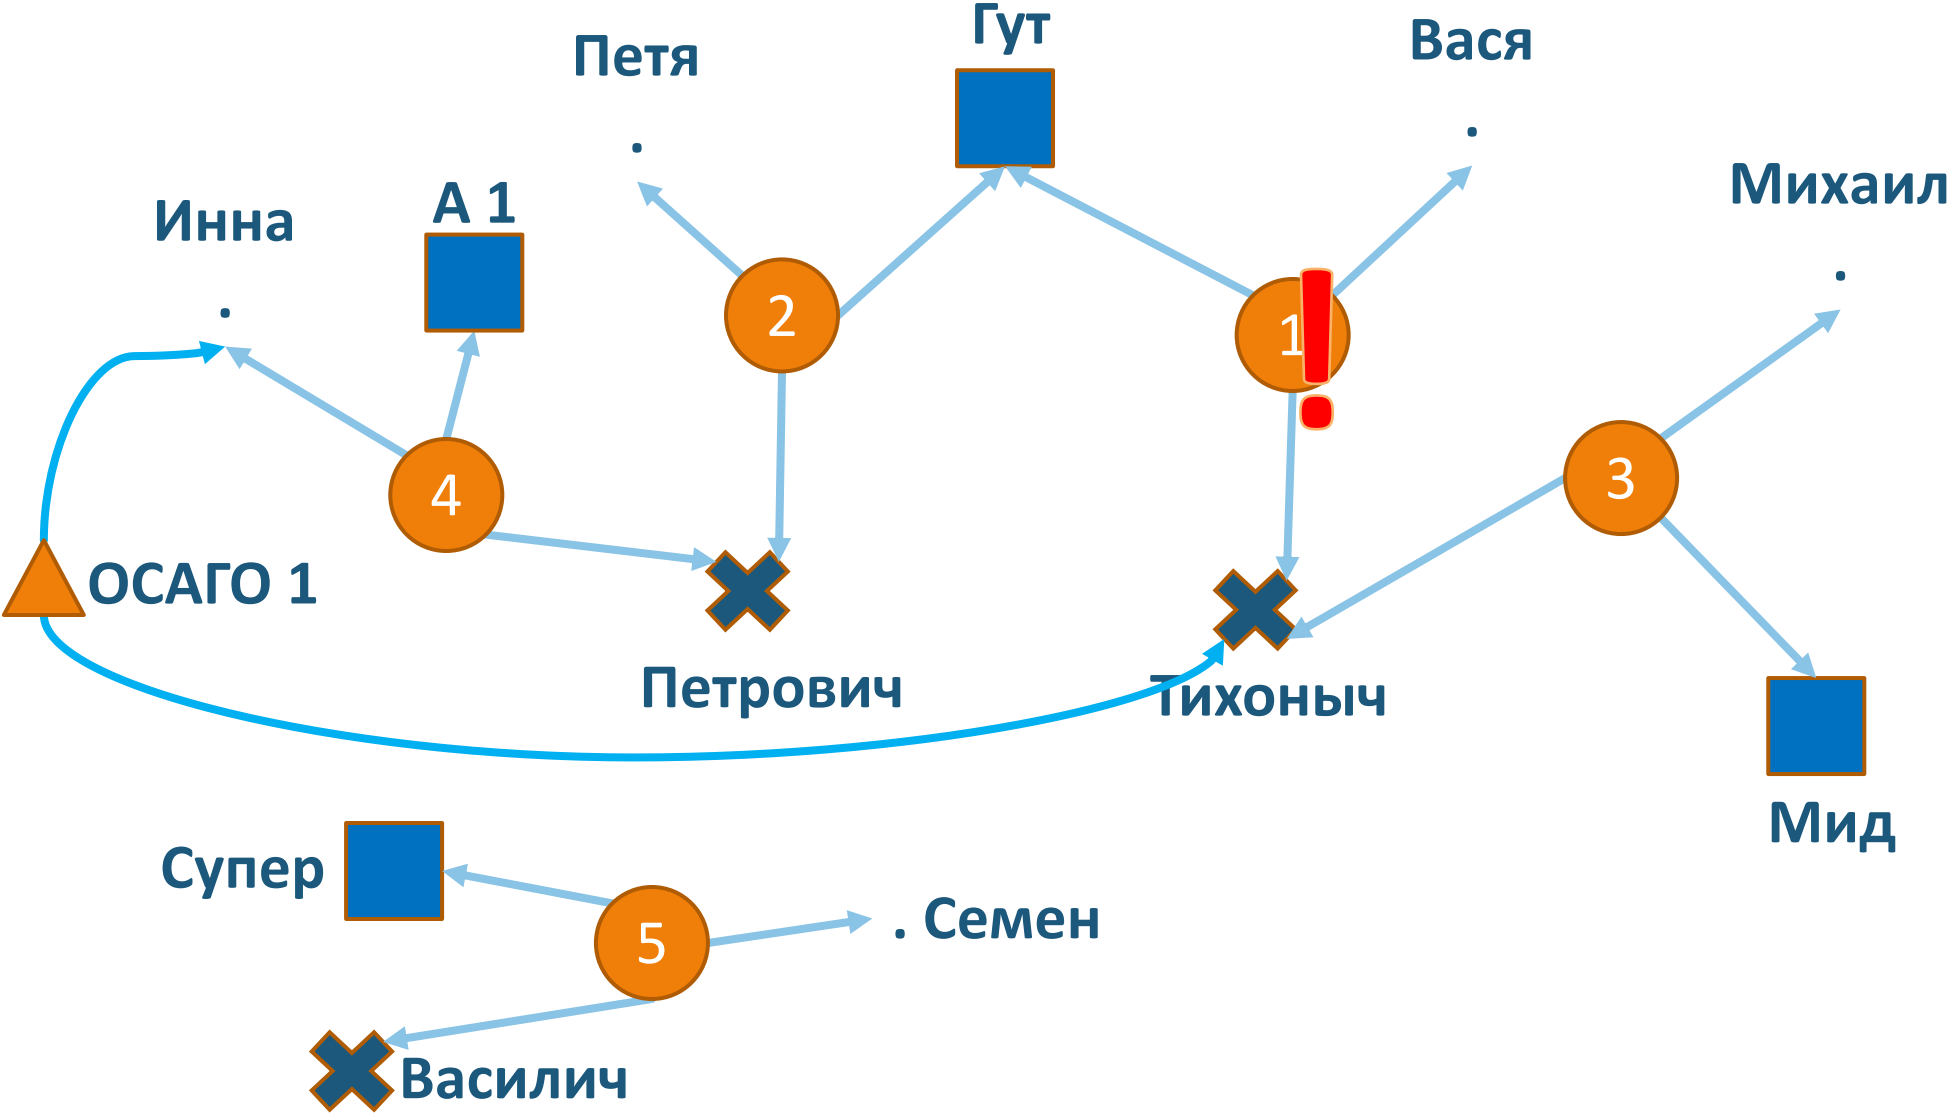 Гут
Вася
Петя
.
.
Михаил
А 1
Инна
.
.
2
1!
4
3
ОСАГО 1
Петрович
Тихоныч
Мид
Супер
. Семен
5
Василич